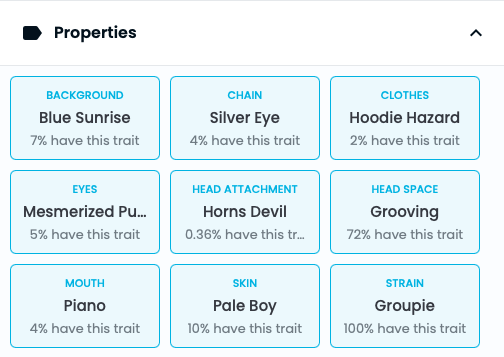 Properties
BACKGROUND
Blue Sunrise
7% have this trait
CHAIN
Silver Eye
4% have this trait
CLOTHES
Hoodie Hazard
2% have this trait
EYES
Mesmerized Pu...
5% have this trait
HEAD ATTACHMENT
Horns Devil
0.36% have this tr...
HEAD SPACE
Grooving
72% have this trait
MOUTH
Piano
4% have this trait
SKIN
Pale Boy
10% have this trait
STRAIN
Groupie
100% have this trait